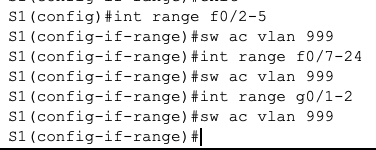 S1(config)#int range f0/2-5
S1(config-if-range)#sw ac vlan 999
S1(config-if-range)#int range f0/7-24
S1(config-if-range)#sw ac vlan 999
S1(config-if-range)#int range g0/1-2
S1(config-if-range)#sw ac vlan 999
S1(config-if-range)#